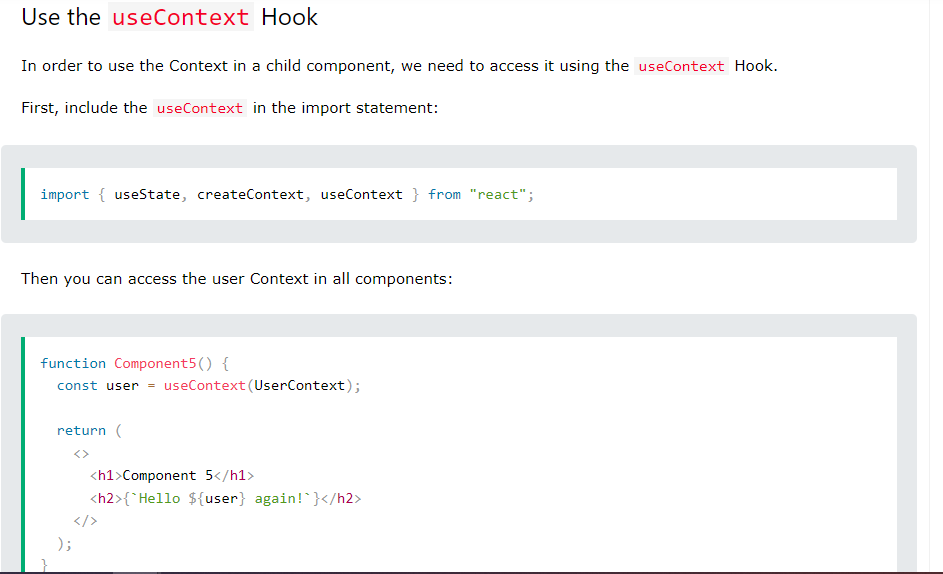 Use the useContext Hook
In order to use the Context in a child component, we need to access it using the useContext Hook.
First, include the useContext in the import statement:
import { useState, createContext, useContext } from "react";
Then you can access the user Context in all components:
function Component5() {
  const user = useContext(UserContext);
  return (
    <>
      <h1>Component 5</h1>
      <h2>{`Hello ${user} again!`}</h2>
    </>
  );
}